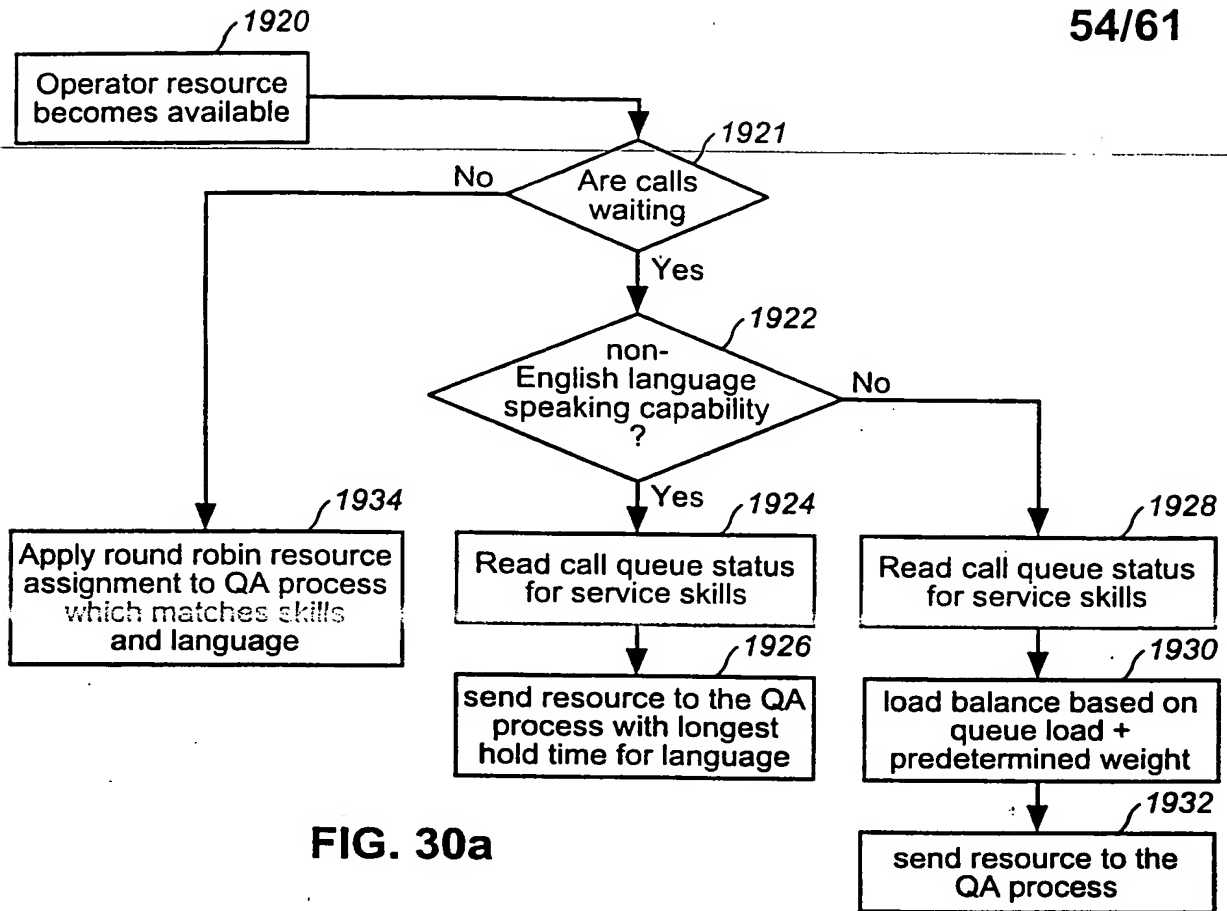 1920
54/61
Operator resource
becomes available
1921
No
Are calls
waiting
Yes
1922
non-
English language
speaking capability
?
No
Yes
1934
Apply round robin resource
assignment to QA process
which matches skills
and language
1924
Read call queue status
for service skills
1928
Read call queue status
for service skills
1926
send resource to the QA
process with longest
hold time for language
1930
load balance based on
queue load +
predetermined weight
1932
send resource to the
QA process
FIG. 30a